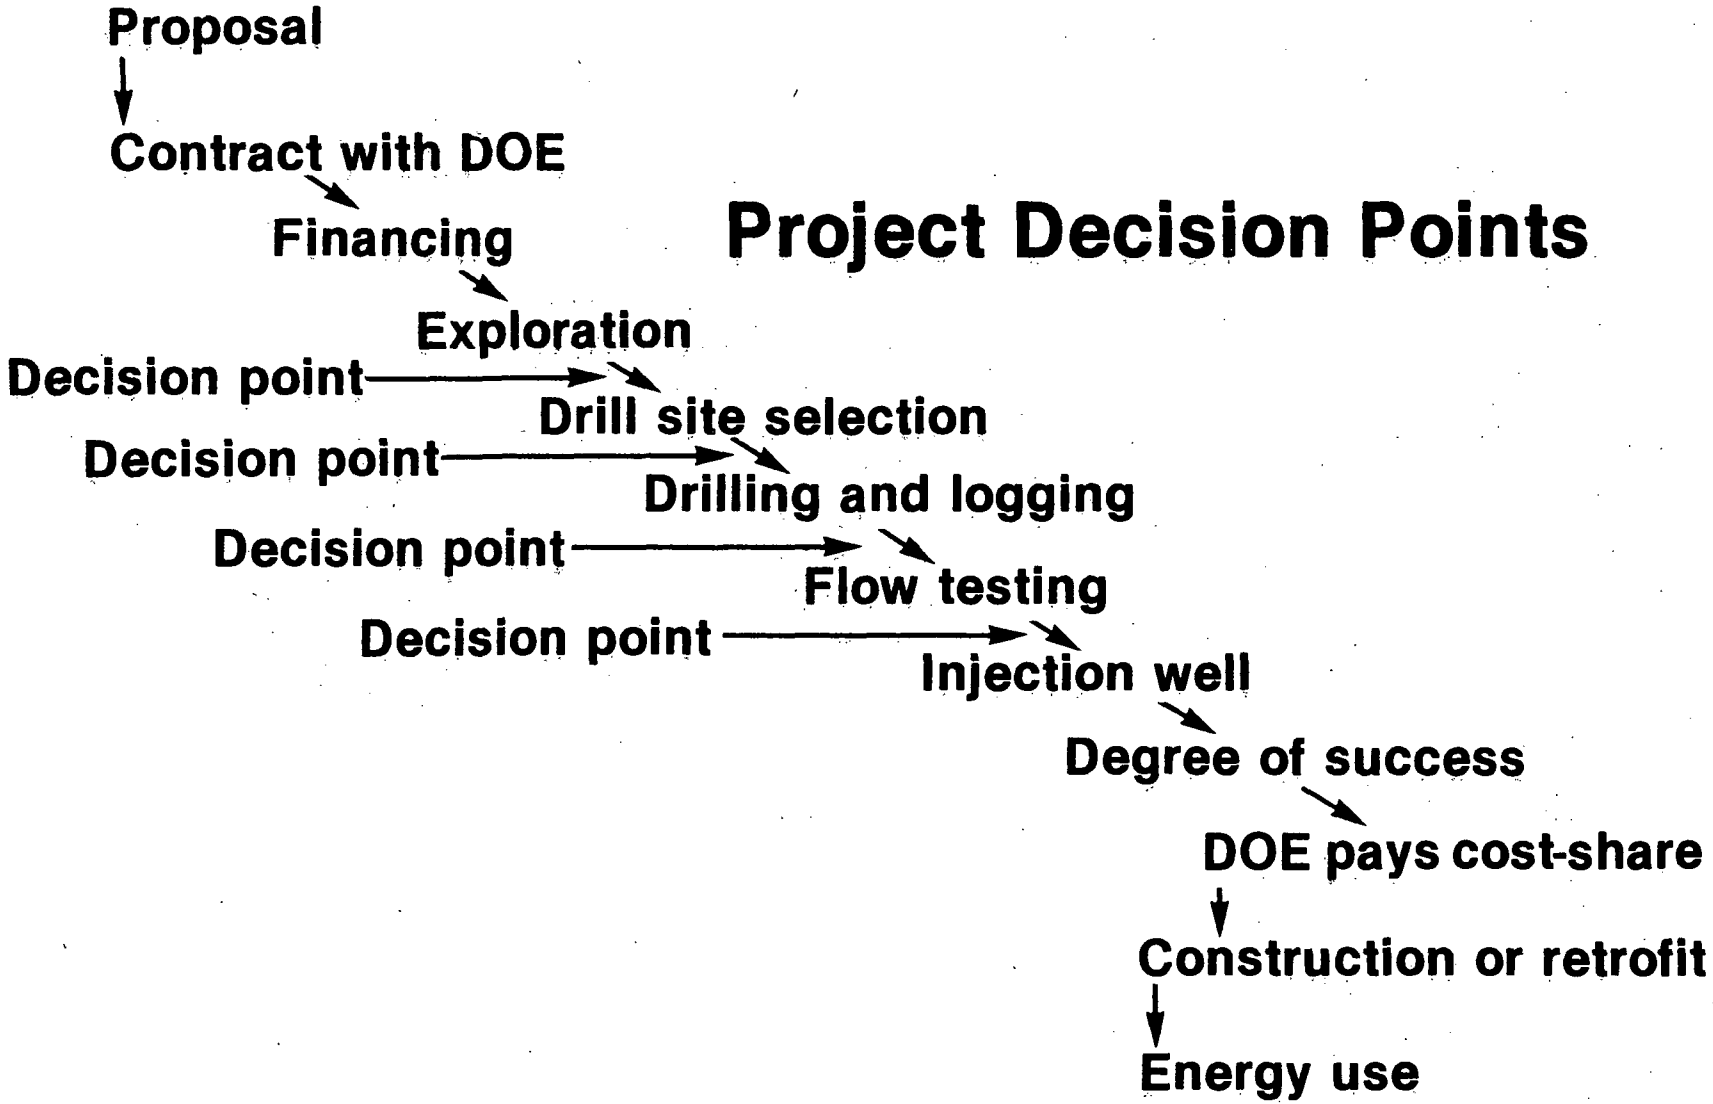 Proposal
Contract with DOE
Project Decision Points
Financing
Exploration
Decision point
Drill site selection
Decision point
Drilling and logging
Decision point
Flow testing
Decision point
Injection well
Degree of success
DOE pays cost-share
Construction or retrofit
Energy use